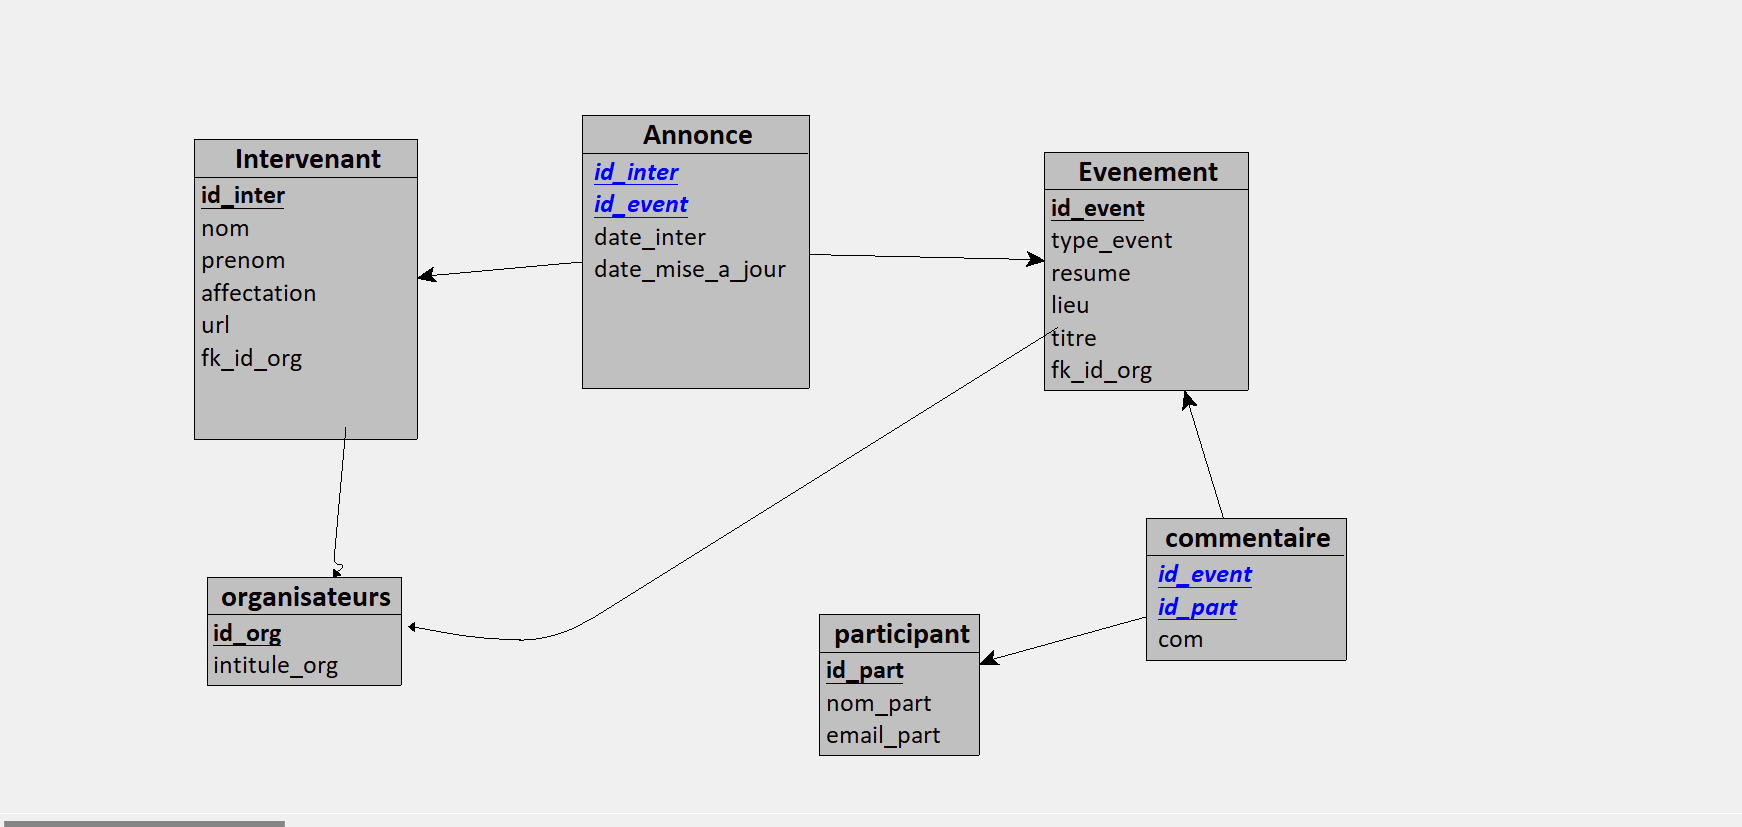 Intervenant
id_inter
nom
prenom
affectation
url
fk_id_org
Annonce
id_inter
id_event
date_inter
date_mise_a_jour
Evenement
id_event
type_event
resume
lieu
titre
fk_id_org
organisateurs
id_org
intitule_org
participant
id_part
nom_part
email_part
commentaire
id_event
id_part
com